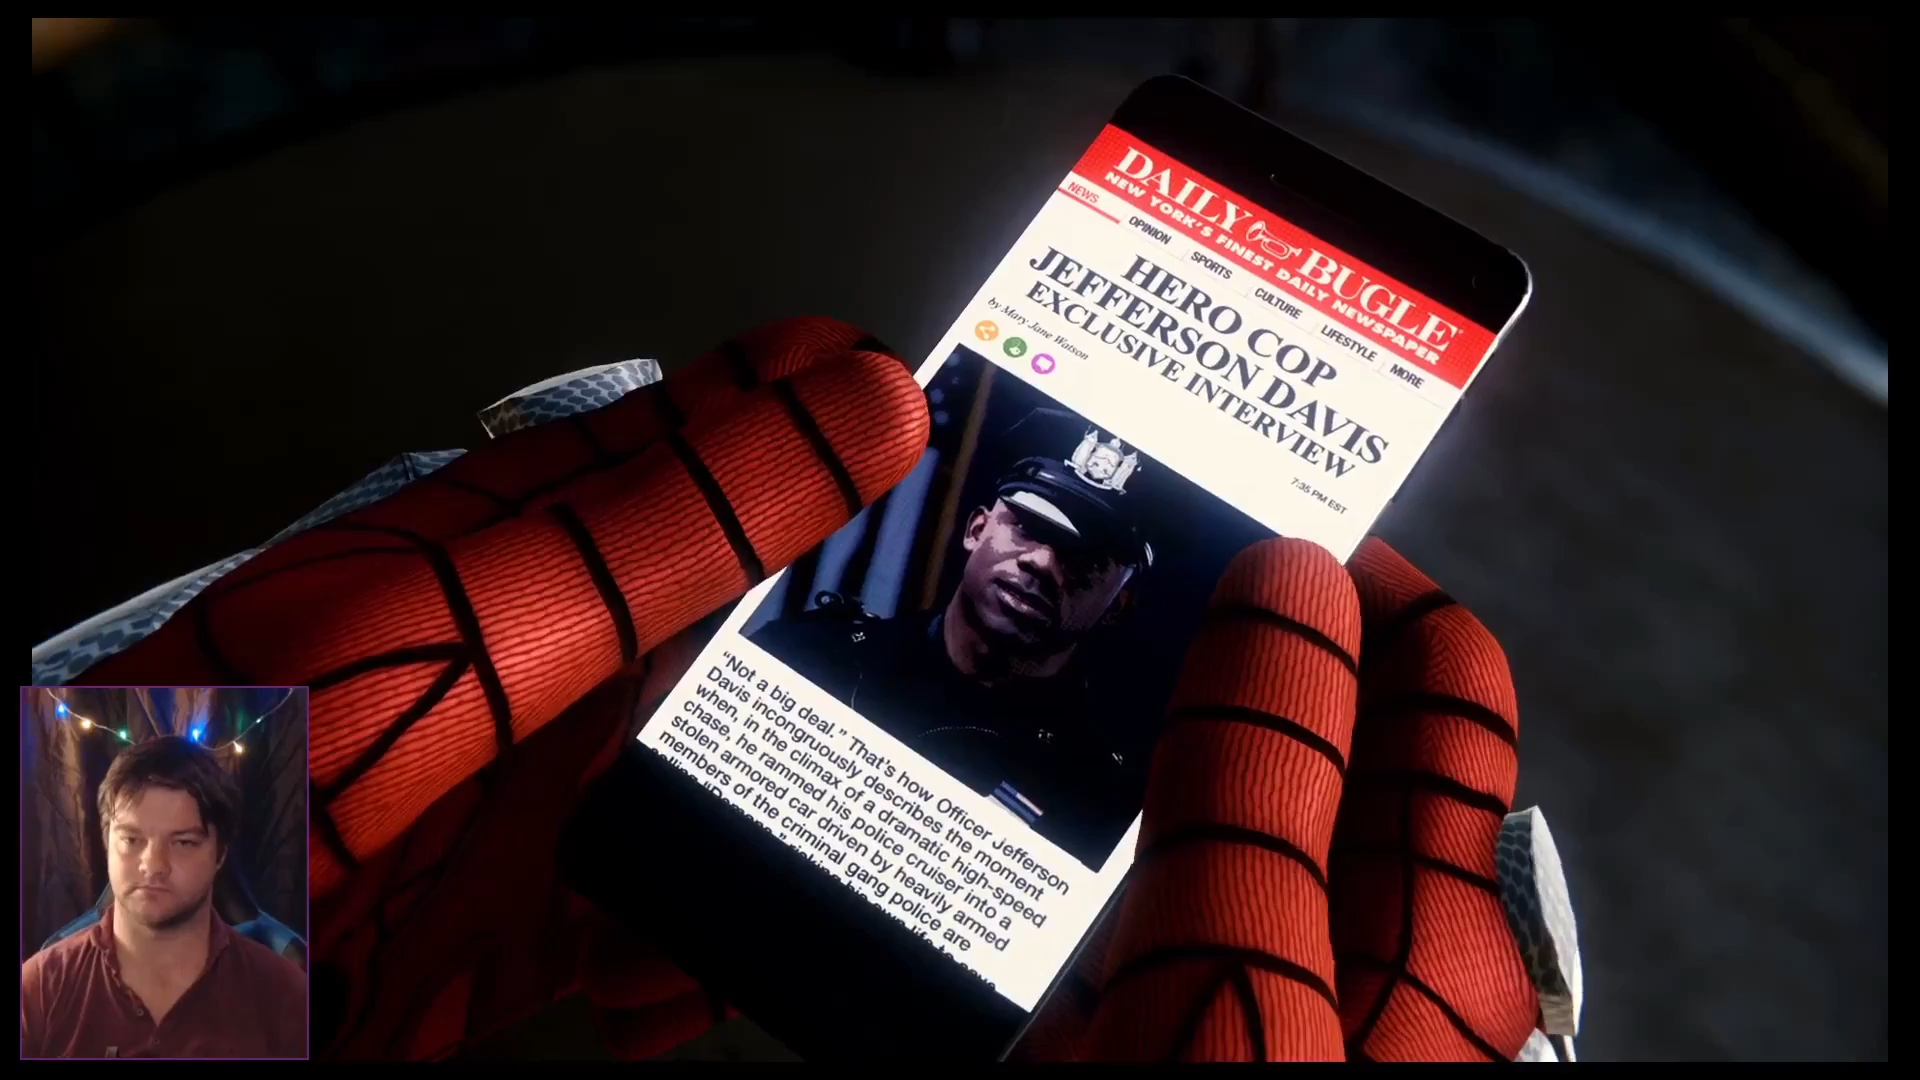 DAILY BUGLE
NEW YORK'S FINEST DAILY NEWSPAPER
NEWS OPINION SPORTS CULTURE LIFESTYLE MORE
HERO COP
JEFFERSON DAVIS
EXCLUSIVE INTERVIEW
by Mary Jane Watson
7:35 PM EST
“Not a big deal.” That's how Officer Jefferson
Davis incongruously describes the moment
when, in the climax of a dramatic high-speed
chase, he rammed his police cruiser into a
stolen armored car driven by heavily armed
members of the criminal gang police are